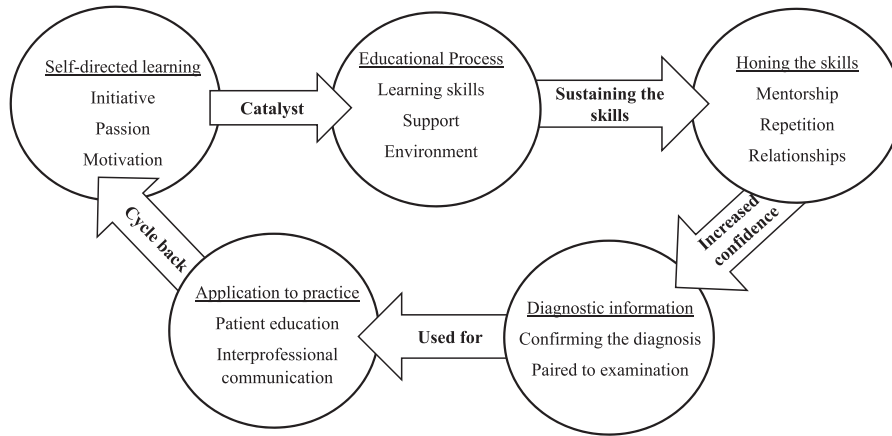 Self-directed learning
Initiative
Passion
Motivation
Catalyst
Educational Process
Learning skills
Support
Environment
Sustaining the
skills
Honing the skills
Mentorship
Repetition
Relationships
Increased
confidence
Diagnostic information
Confirming the diagnosis
Paired to examination
Used for
Application to practice
Patient education
Interprofessional
communication
Cycle back